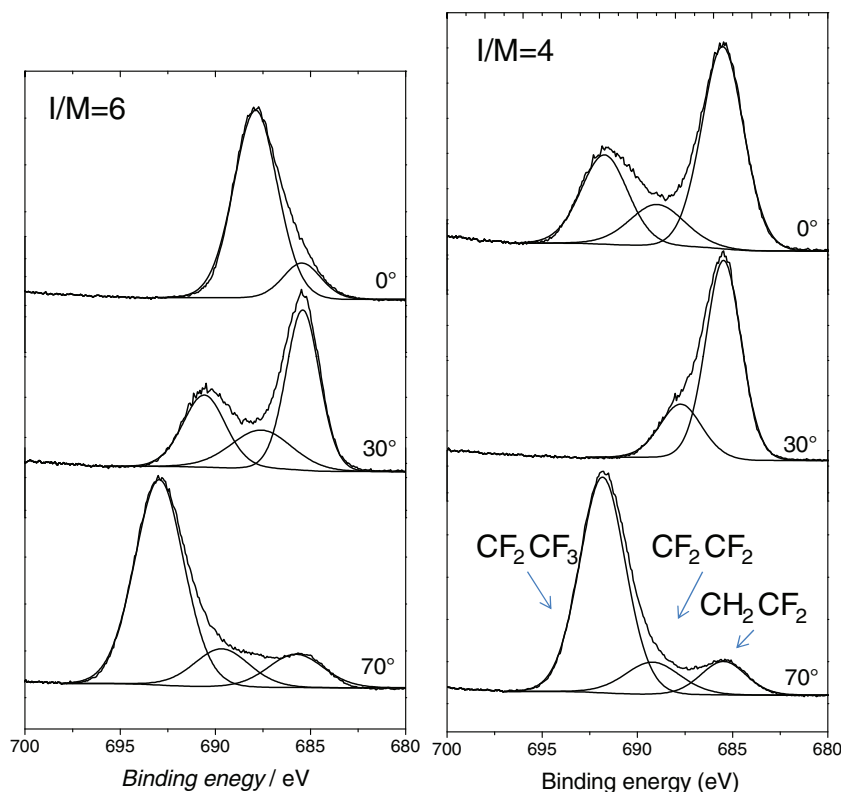 I/M=6
0°
30°
70°
700 695 690 685 680
Binding enegy / eV
I/M=4
0°
30°
CF₂CF₃ CF₂CF₂
CH₂CF₂
70°
700 695 690 685 680
Binding energy (eV)